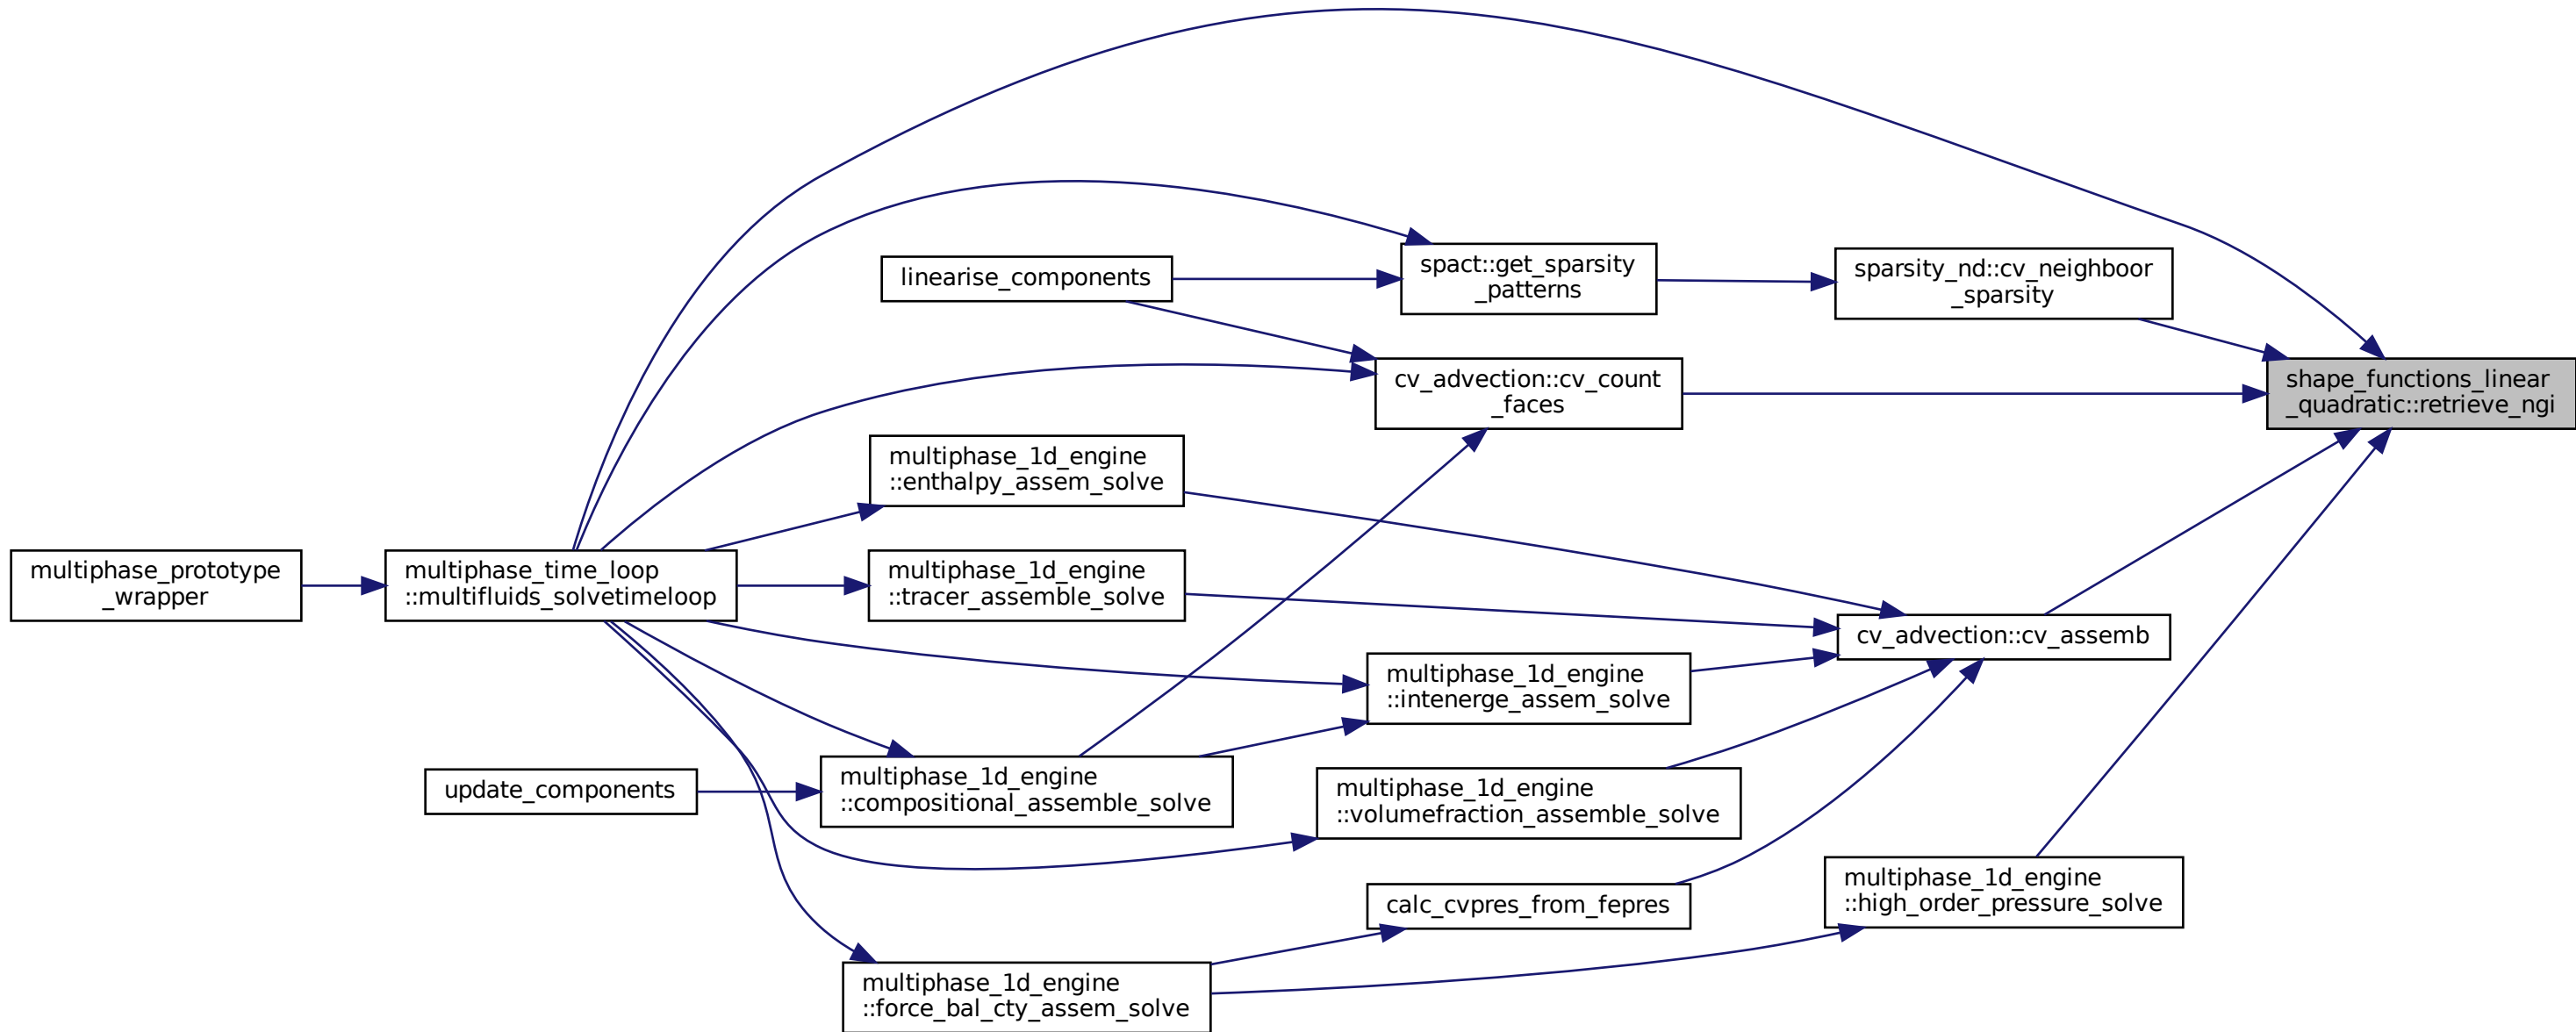 linearise_components
spact::get_sparsity
_patterns
sparsity_nd::cv_neighboor
_sparsity
shape_functions_linear
_quadratic::retrieve_ngi
cv_advection::cv_count
_faces
multiphase_1d_engine
::enthalpy_assem_solve
multiphase_prototype
_wrapper
multiphase_time_loop
::multifluids_solvetimeloop
multiphase_1d_engine
::tracer_assemble_solve
cv_advection::cv_assemb
multiphase_1d_engine
::intenerge_assem_solve
update_components
multiphase_1d_engine
::compositional_assemble_solve
multiphase_1d_engine
::volumefraction_assemble_solve
calc_cvpres_from_fepres
multiphase_1d_engine
::high_order_pressure_solve
multiphase_1d_engine
::force_bal_cty_assem_solve